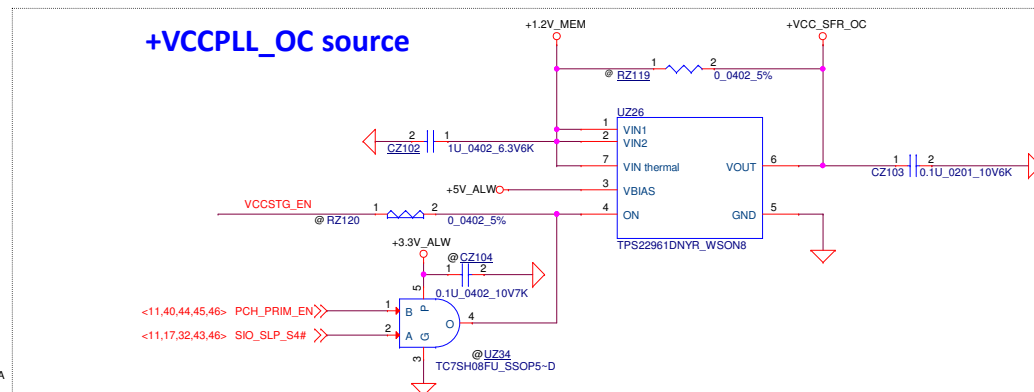 +VCCPLL_OC source
+1.2V_MEM
+VCC_SFR_OC
@ RZ119 1 2 0_0402_5%
UZ26
1 VIN1
2 VIN2
7 VIN thermal
VOUT 6
3 VBIAS
4 ON
GND 5
TPS22961DNYR_WSON8
2 1
CZ102 1U_0402_6.3V6K
1 2
CZ103 0.1U_0201_10V6K
+5V_ALW
VCCSTG_EN
1 2
@ RZ120 0_0402_5%
+3.3V_ALW
@ CZ104
1 2
0.1U_0402_10V7K
5
<11,40,44,45,46> PCH_PRIM_EN 1 B P
<11,17,32,43,46> SIO_SLP_S4# 2 A G O 4
3
@ UZ34
TC7SH08FU_SSOP5~D
A